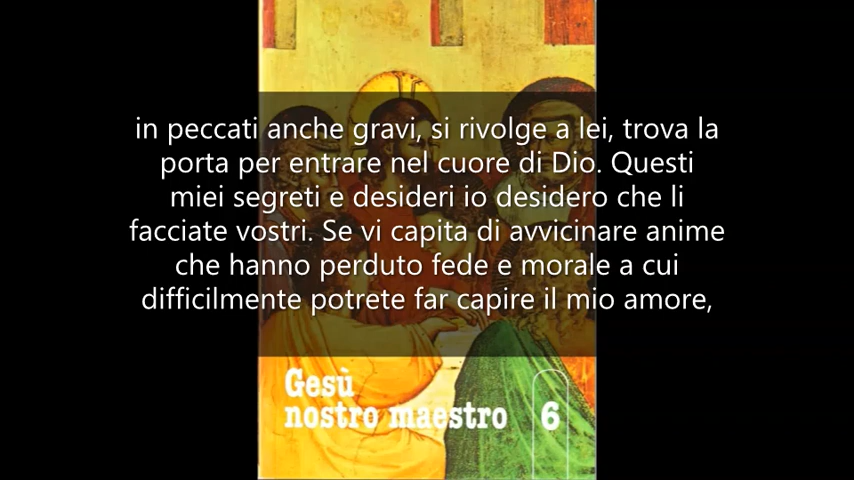 in peccati anche gravi, si rivolge a lei, trova la
porta per entrare nel cuore di Dio. Questi
miei segreti e desideri io desidero che li
facciate vostri. Se vi capita di avvicinare anime
che hanno perduto fede e morale a cui
difficilmente potrete far capire il mio amore,
Gesù
nostro maestro 6